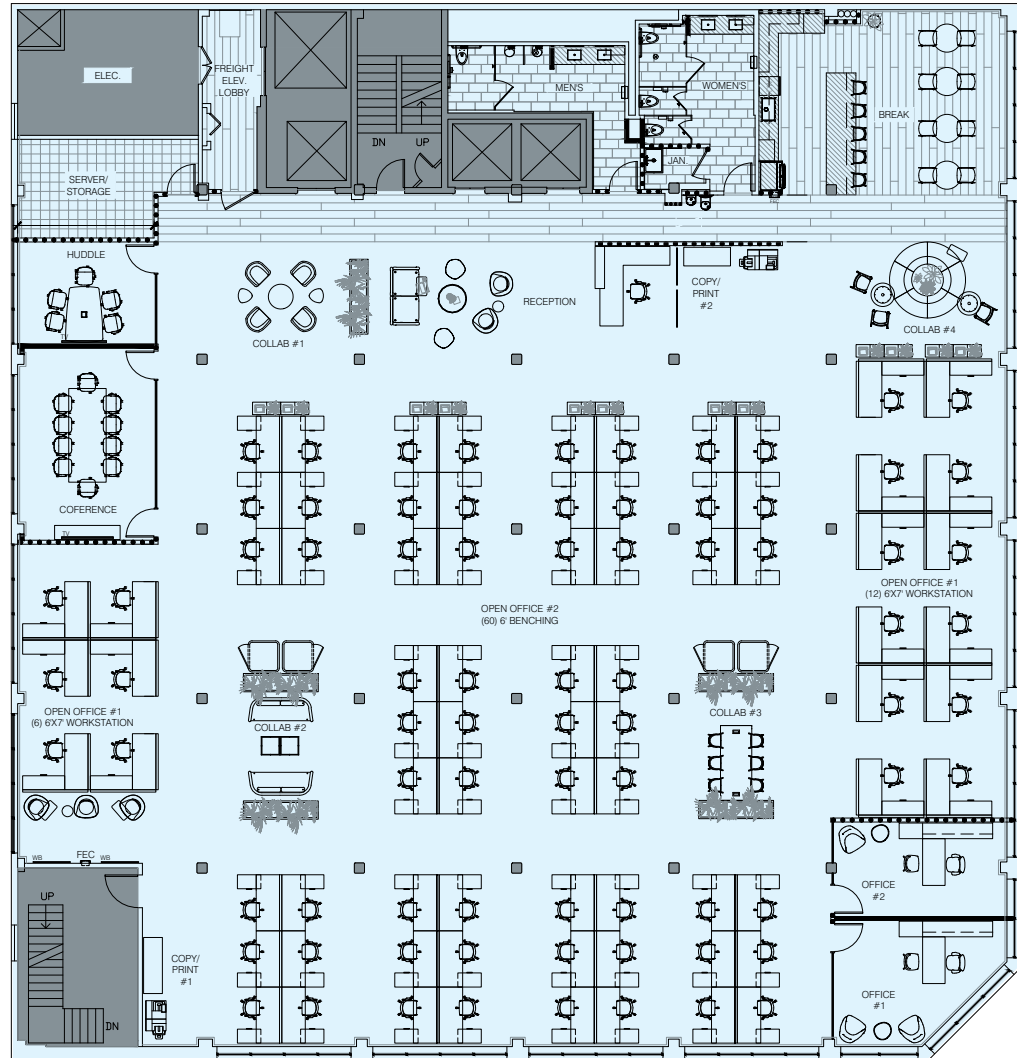 ELEC.
FREIGHT
ELEV.
LOBBY
MEN'S
WOMEN'S
BREAK
DN
UP
JAN.
SERVER/
STORAGE
HUDDLE
TV
COLLAB #1
RECEPTION
COPY/
PRINT
#2
COLLAB #4
COFERENCE
TV
OPEN OFFICE #2
(60) 6' BENCHING
OPEN OFFICE #1
(12) 6'X7' WORKSTATION
OPEN OFFICE #1
(6) 6'X7' WORKSTATION
COLLAB #2
COLLAB #3
WB
FEC
WB
UP
DN
COPY/
PRINT
#1
OFFICE
#2
OFFICE
#1